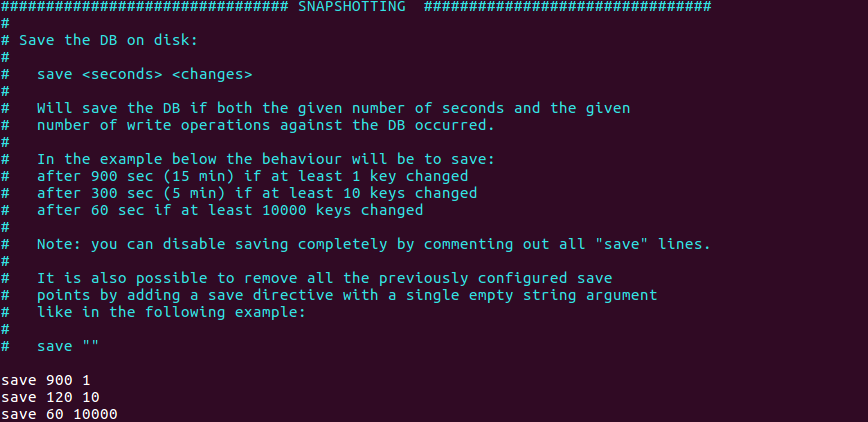 ################################ SNAPSHOTTING  ################################
#
# Save the DB on disk:
#
#   save <seconds> <changes>
#
#   Will save the DB if both the given number of seconds and the given
#   number of write operations against the DB occurred.
#
#   In the example below the behaviour will be to save:
#   after 900 sec (15 min) if at least 1 key changed
#   after 300 sec (5 min) if at least 10 keys changed
#   after 60 sec if at least 10000 keys changed
#
#   Note: you can disable saving completely by commenting out all "save" lines.
#
#   It is also possible to remove all the previously configured save
#   points by adding a save directive with a single empty string argument
#   like in the following example:
#
#   save ""

save 900 1
save 120 10
save 60 10000